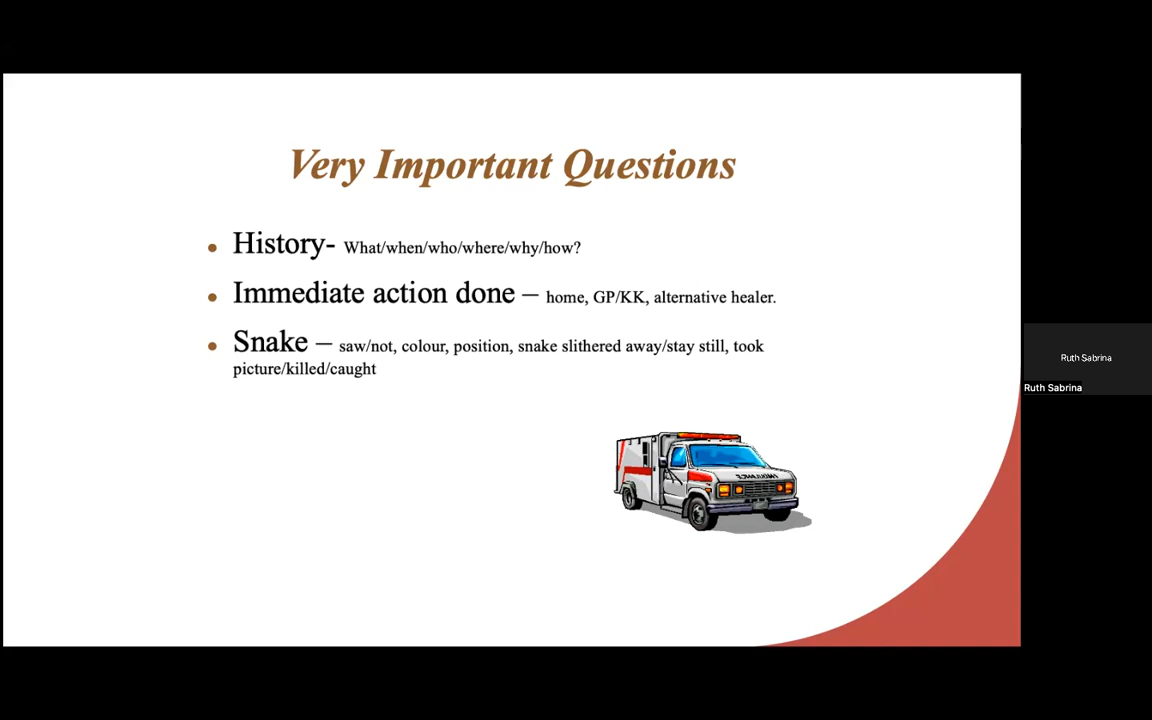 Very Important Questions
• History- What/when/who/where/why/how?
• Immediate action done – home, GP/KK, alternative healer.
• Snake – saw/not, colour, position, snake slithered away/stay still, took
picture/killed/caught
Ruth Sabrina
Ruth Sabrina